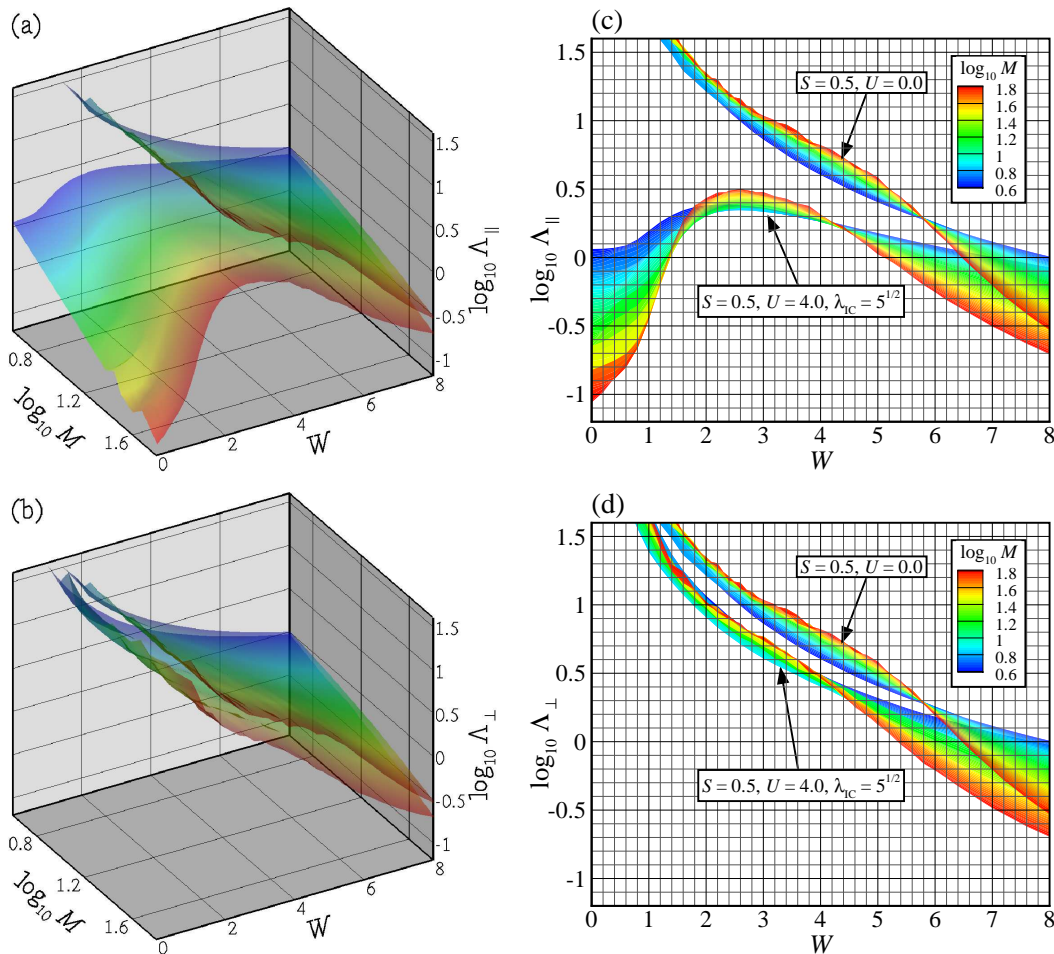 (a)
1.5
1
0.5
0
-0.5
-1
log₁₀ Λ∥
0.8
1.2
1.6
log₁₀ M
0
2
4
6
8
W
(c)
1.5
1
0.5
0
-0.5
-1
log₁₀ Λ∥
0 1 2 3 4 5 6 7 8
W
S = 0.5, U = 0.0
S = 0.5, U = 4.0, λ_IC = 5^1/2
log₁₀ M
1.8
1.6
1.4
1.2
1
0.8
0.6
(b)
1.5
1
0.5
0
-0.5
-1
log₁₀ Λ⊥
0.8
1.2
1.6
log₁₀ M
0
2
4
6
8
W
(d)
1.5
1
0.5
0
-0.5
-1
log₁₀ Λ⊥
0 1 2 3 4 5 6 7 8
W
S = 0.5, U = 0.0
S = 0.5, U = 4.0, λ_IC = 5^1/2
log₁₀ M
1.8
1.6
1.4
1.2
1
0.8
0.6